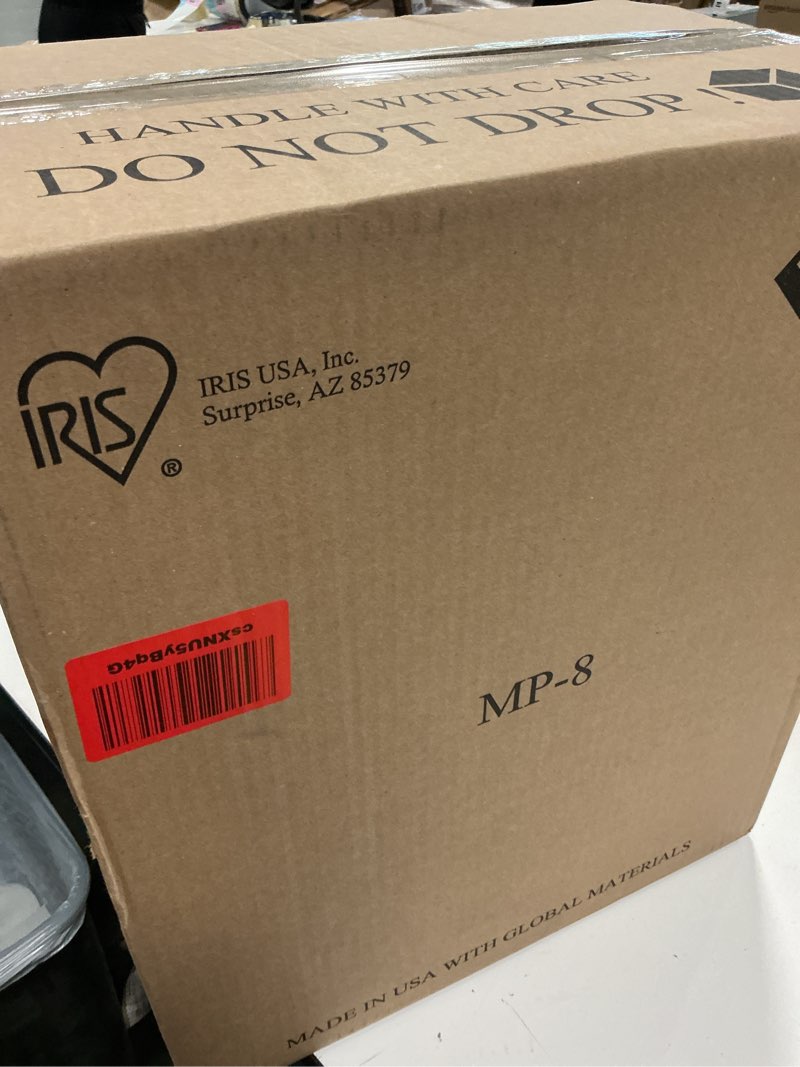 HANDLE WITH CARE
DO NOT DROP !
IRIS
®
IRIS USA, Inc.
Surprise, AZ 85379
csXNU5yBq4G
MP-8
MADE IN USA WITH GLOBAL MATERIALS